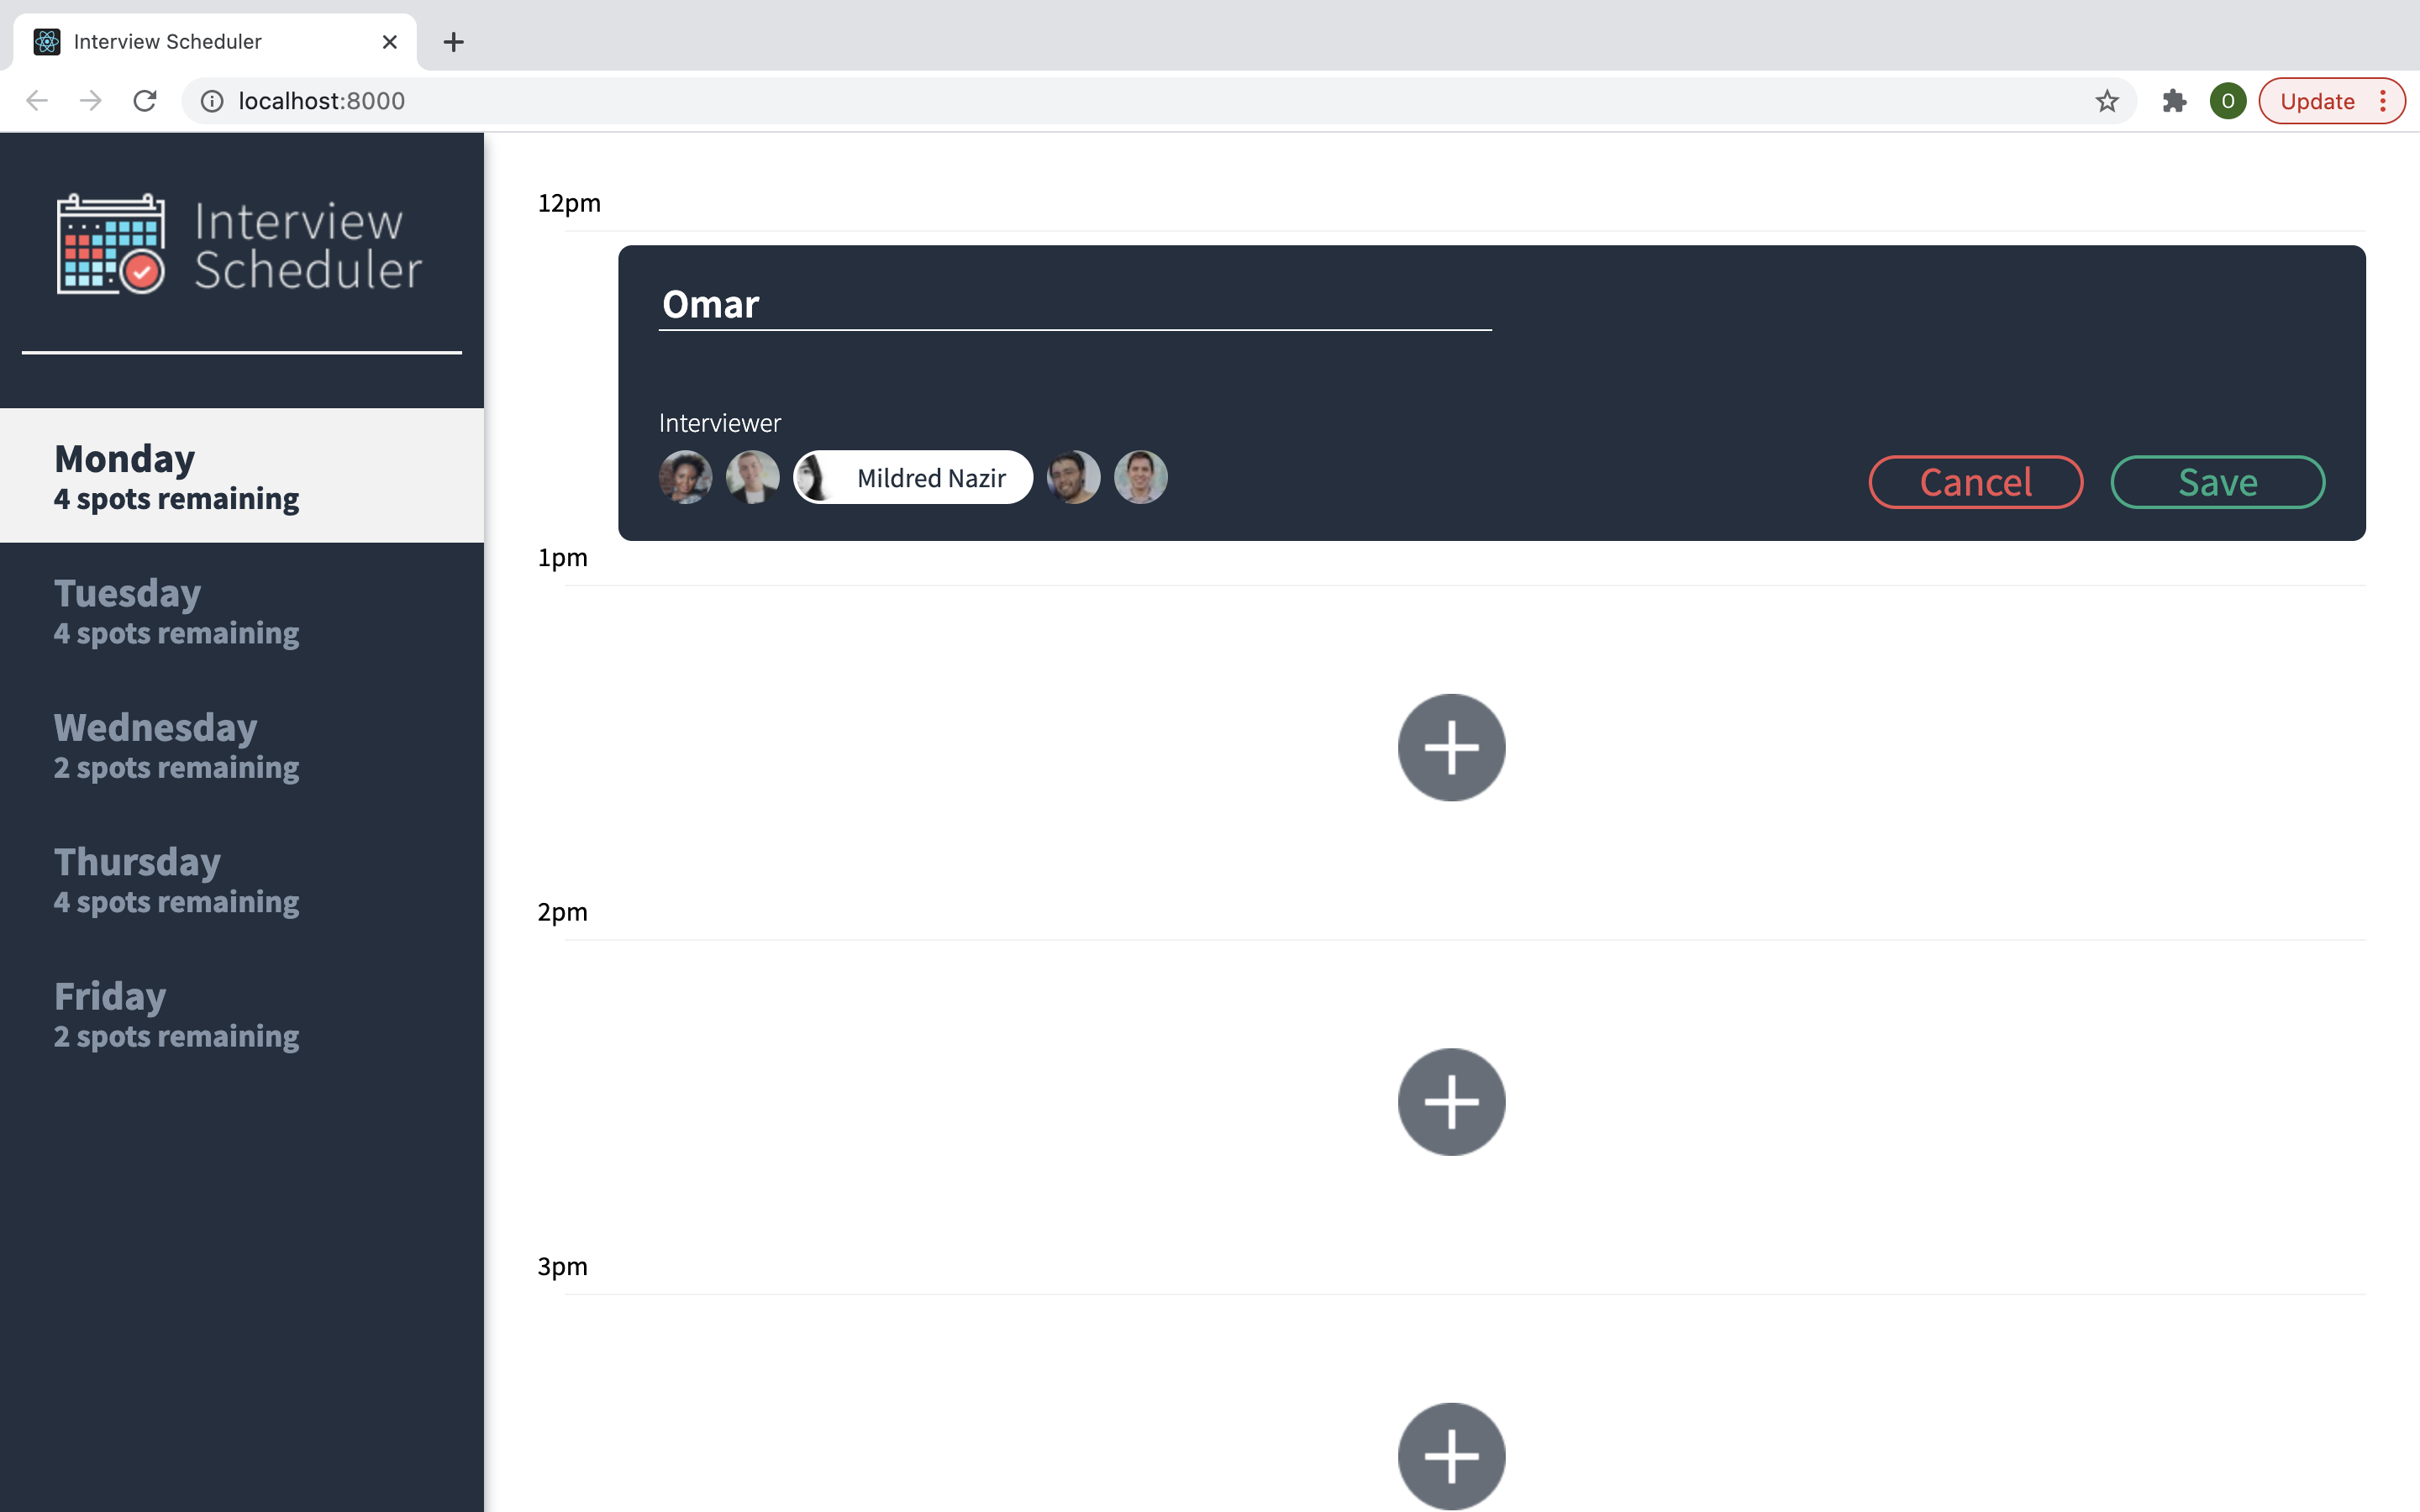 Interview Scheduler
localhost:8000
O
Update
Interview
Scheduler
Monday
4 spots remaining
Tuesday
4 spots remaining
Wednesday
2 spots remaining
Thursday
4 spots remaining
Friday
2 spots remaining
12pm
Omar
Interviewer
Mildred Nazir
Cancel
Save
1pm
2pm
3pm